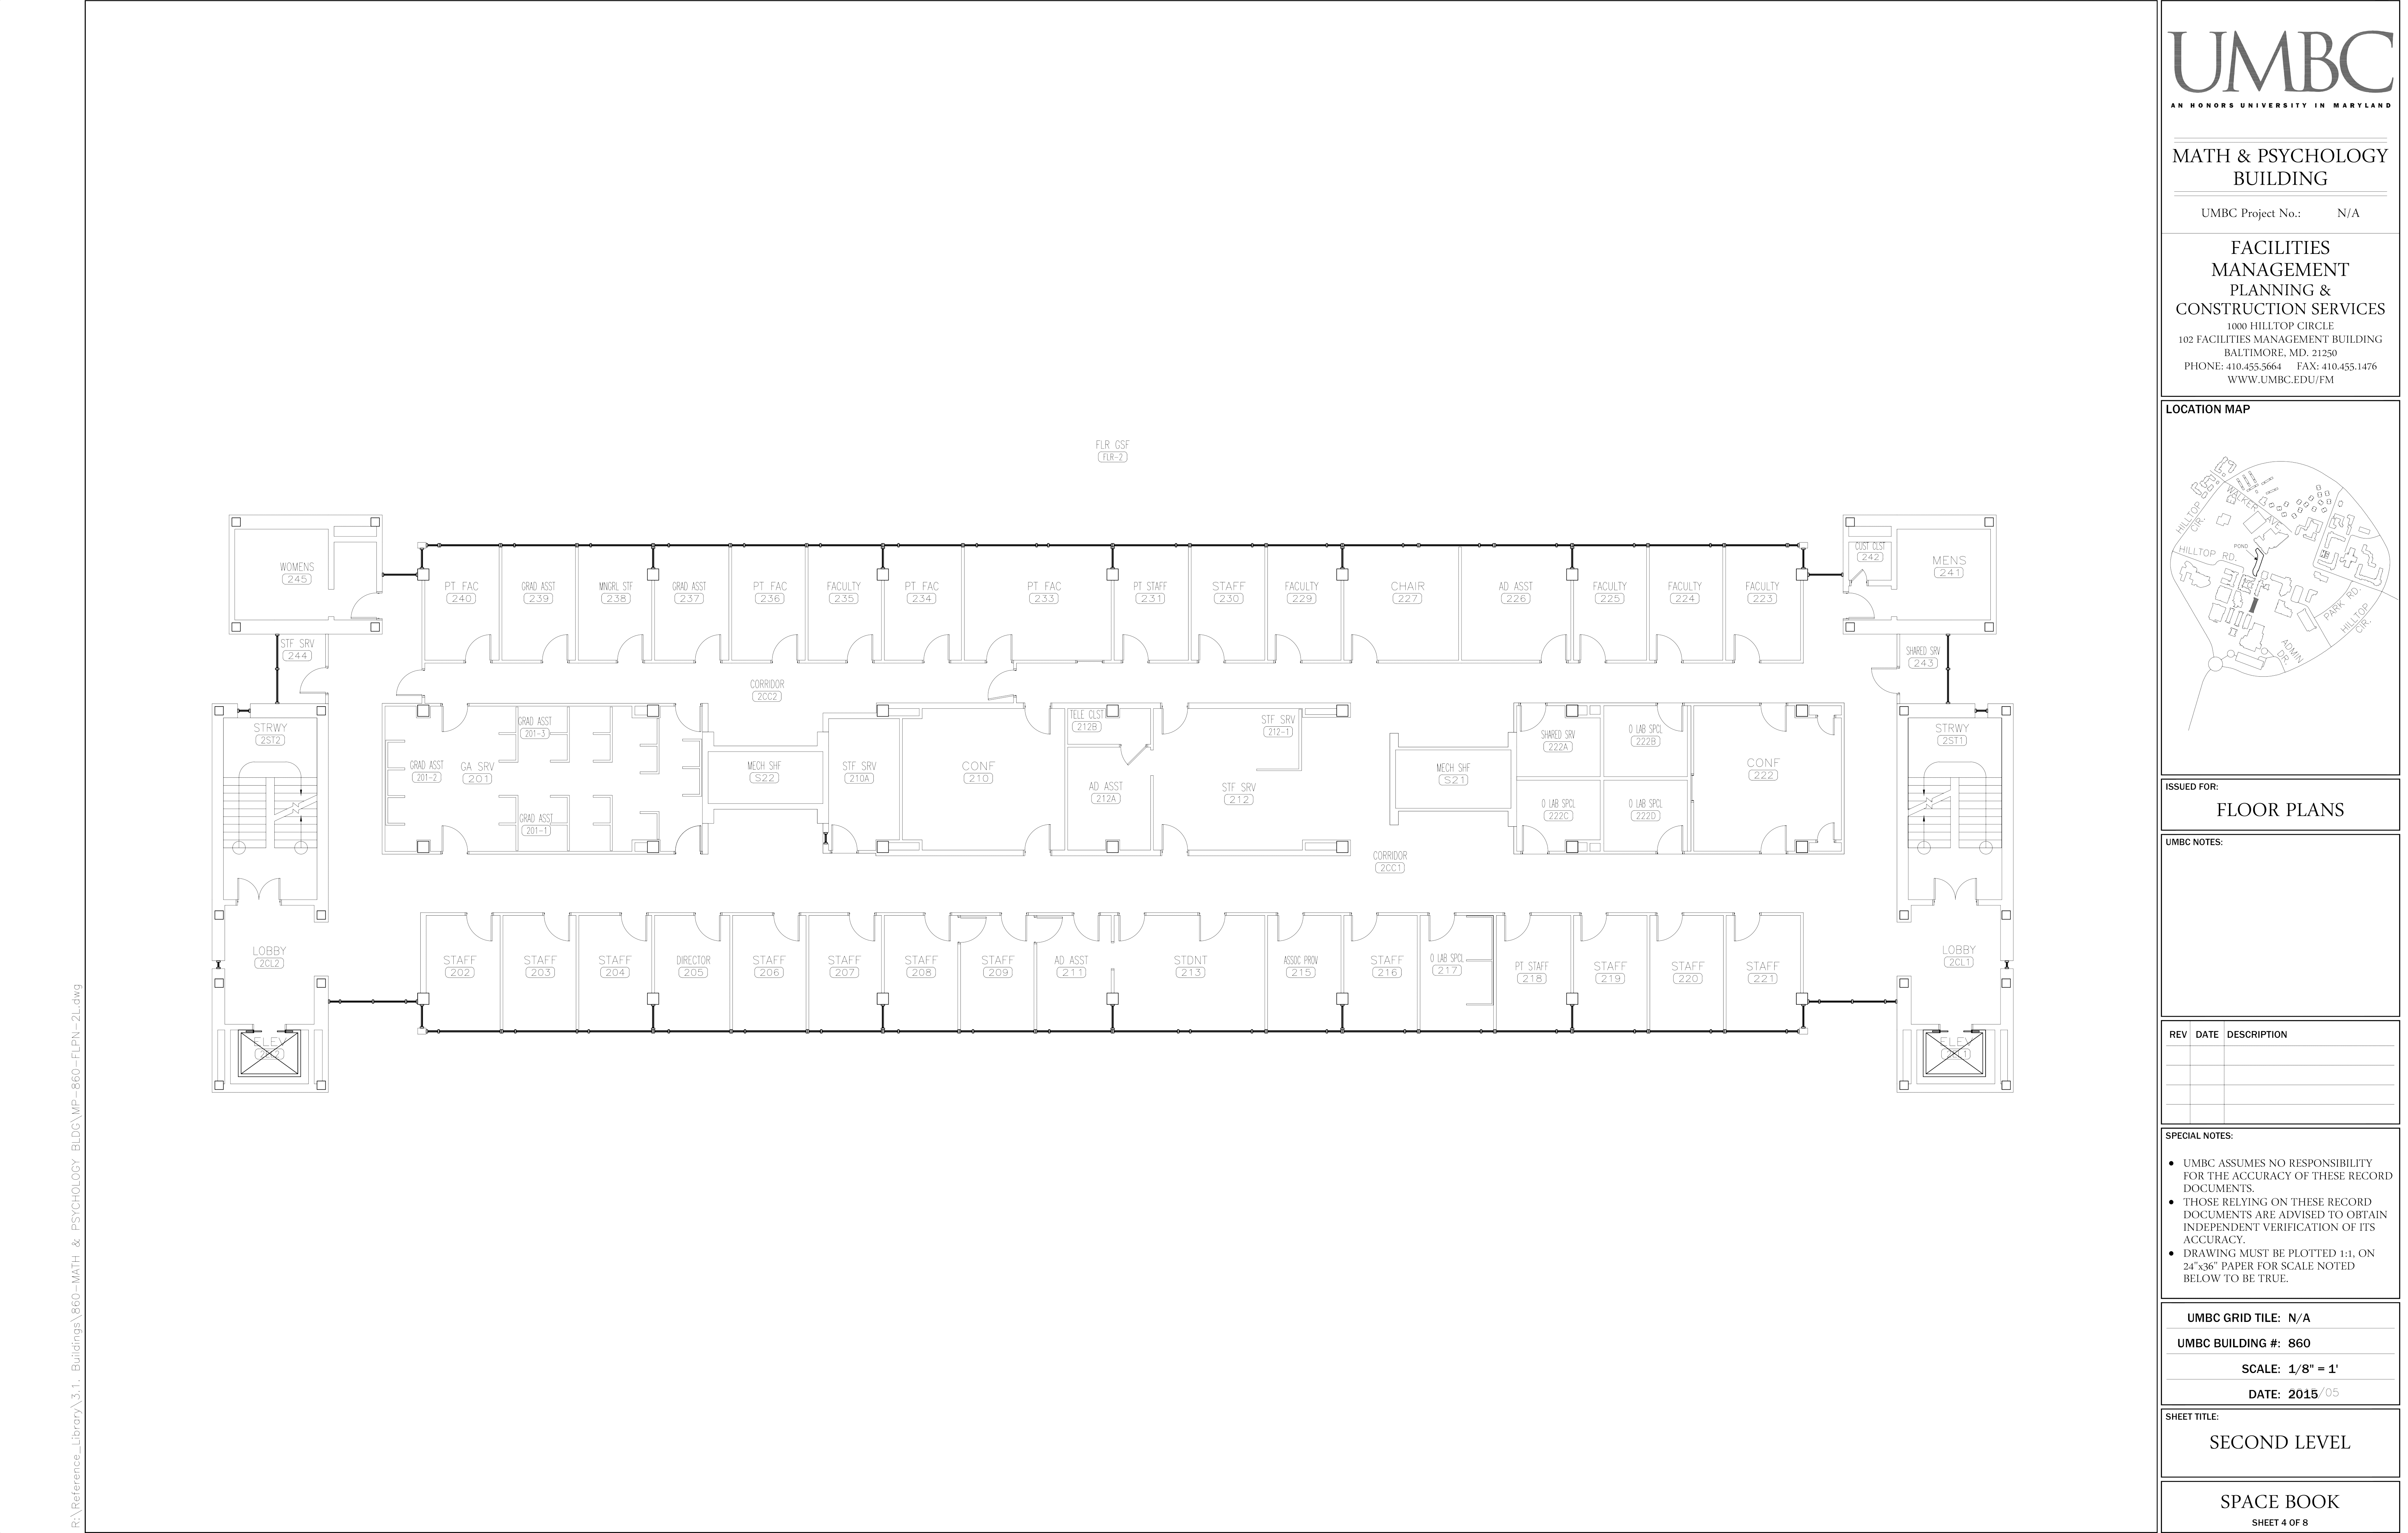 FLR GSF
FLR-2
WOMENS
245
PT FAC
240
GRAD ASST
239
MNGRL STF
238
GRAD ASST
237
PT FAC
236
FACULTY
235
PT FAC
234
PT FAC
233
PT STAFF
231
STAFF
230
FACULTY
229
CHAIR
227
AD ASST
226
FACULTY
225
FACULTY
224
FACULTY
223
CUST CLST
242
MENS
241
STF SRV
244
CORRIDOR
2CC2
SHARED SRV
243
STRWY
2ST2
GRAD ASST
201-3
GRAD ASST
201-2
GA SRV
201
GRAD ASST
201-1
MECH SHF
S22
STF SRV
210A
CONF
210
TELE CLST
212B
AD ASST
212A
STF SRV
212-1
STF SRV
212
MECH SHF
S21
SHARED SRV
222A
O LAB SPCL
222B
O LAB SPCL
222C
O LAB SPCL
222D
CONF
222
STRWY
2ST1
CORRIDOR
2CC1
LOBBY
2CL2
STAFF
202
STAFF
203
STAFF
204
DIRECTOR
205
STAFF
206
STAFF
207
STAFF
208
STAFF
209
AD ASST
211
STDNT
213
ASSOC PROV
215
STAFF
216
O LAB SPCL
217
PT STAFF
218
STAFF
219
STAFF
220
STAFF
221
LOBBY
2CL1
ELEV
ELEV
R:\Reference_Library\3.1. Buildings\860-MATH & PSYCHOLOGY BLDG\MP-860-FLPN-2L.dwg
UMBC
AN HONORS UNIVERSITY IN MARYLAND
MATH & PSYCHOLOGY
BUILDING
UMBC Project No.: N/A
FACILITIES
MANAGEMENT
PLANNING &
CONSTRUCTION SERVICES
1000 HILLTOP CIRCLE
102 FACILITIES MANAGEMENT BUILDING
BALTIMORE, MD. 21250
PHONE: 410.455.5664 FAX: 410.455.1476
WWW.UMBC.EDU/FM
LOCATION MAP
HILLTOP
CIR.
WALKER AVE.
HILLTOP RD.
POND
PARK RD.
HILLTOP
CIR.
ADMIN
DR.
ISSUED FOR:
FLOOR PLANS
UMBC NOTES:
REV DATE DESCRIPTION
SPECIAL NOTES:
● UMBC ASSUMES NO RESPONSIBILITY
FOR THE ACCURACY OF THESE RECORD
DOCUMENTS.
● THOSE RELYING ON THESE RECORD
DOCUMENTS ARE ADVISED TO OBTAIN
INDEPENDENT VERIFICATION OF ITS
ACCURACY.
● DRAWING MUST BE PLOTTED 1:1, ON
24"x36" PAPER FOR SCALE NOTED
BELOW TO BE TRUE.
UMBC GRID TILE: N/A
UMBC BUILDING #: 860
SCALE: 1/8" = 1'
DATE: 2015/05
SHEET TITLE:
SECOND LEVEL
SPACE BOOK
SHEET 4 OF 8